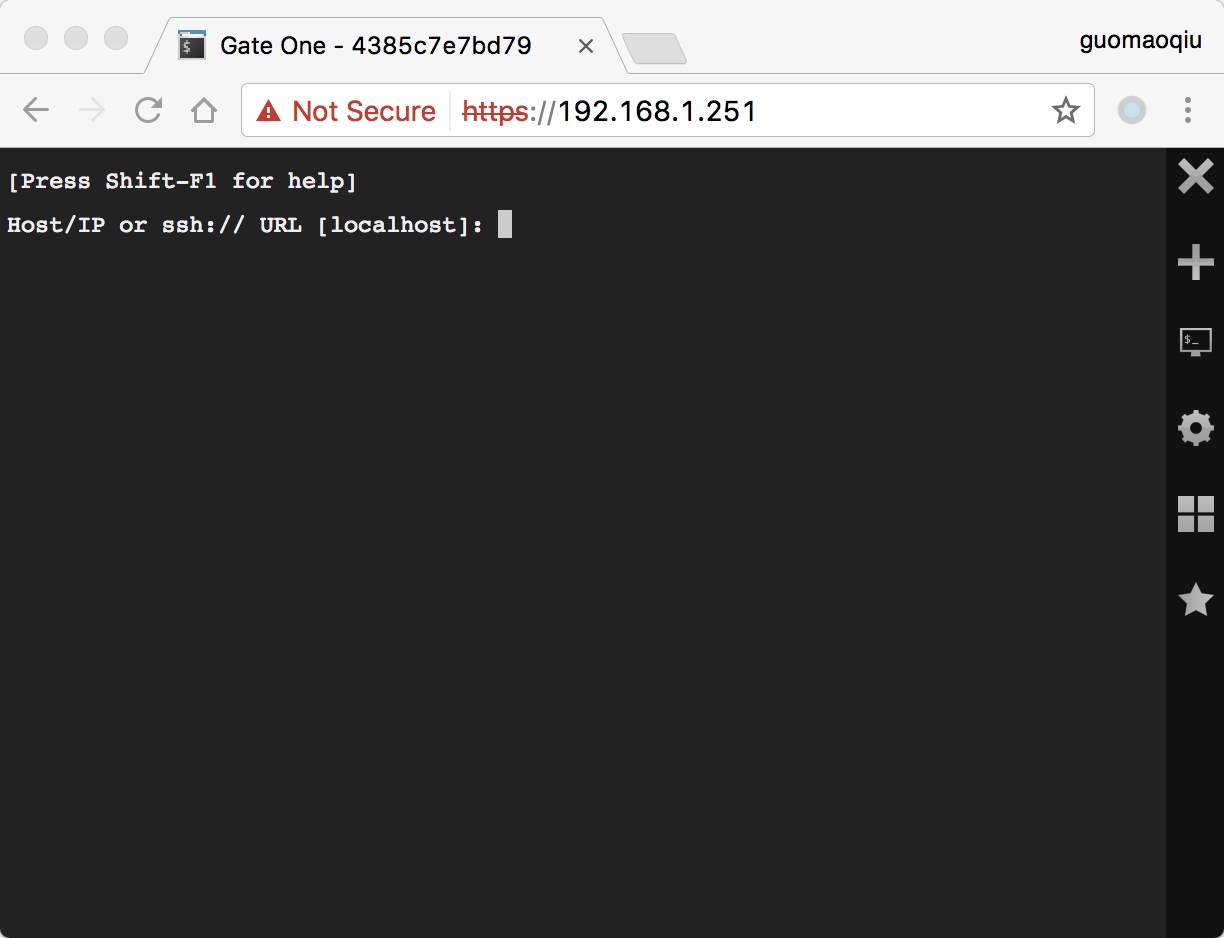 Gate One - 4385c7e7bd79
guomaoqiu
Not Secure https://192.168.1.251
[Press Shift-F1 for help]
Host/IP or ssh:// URL [localhost]:
$_